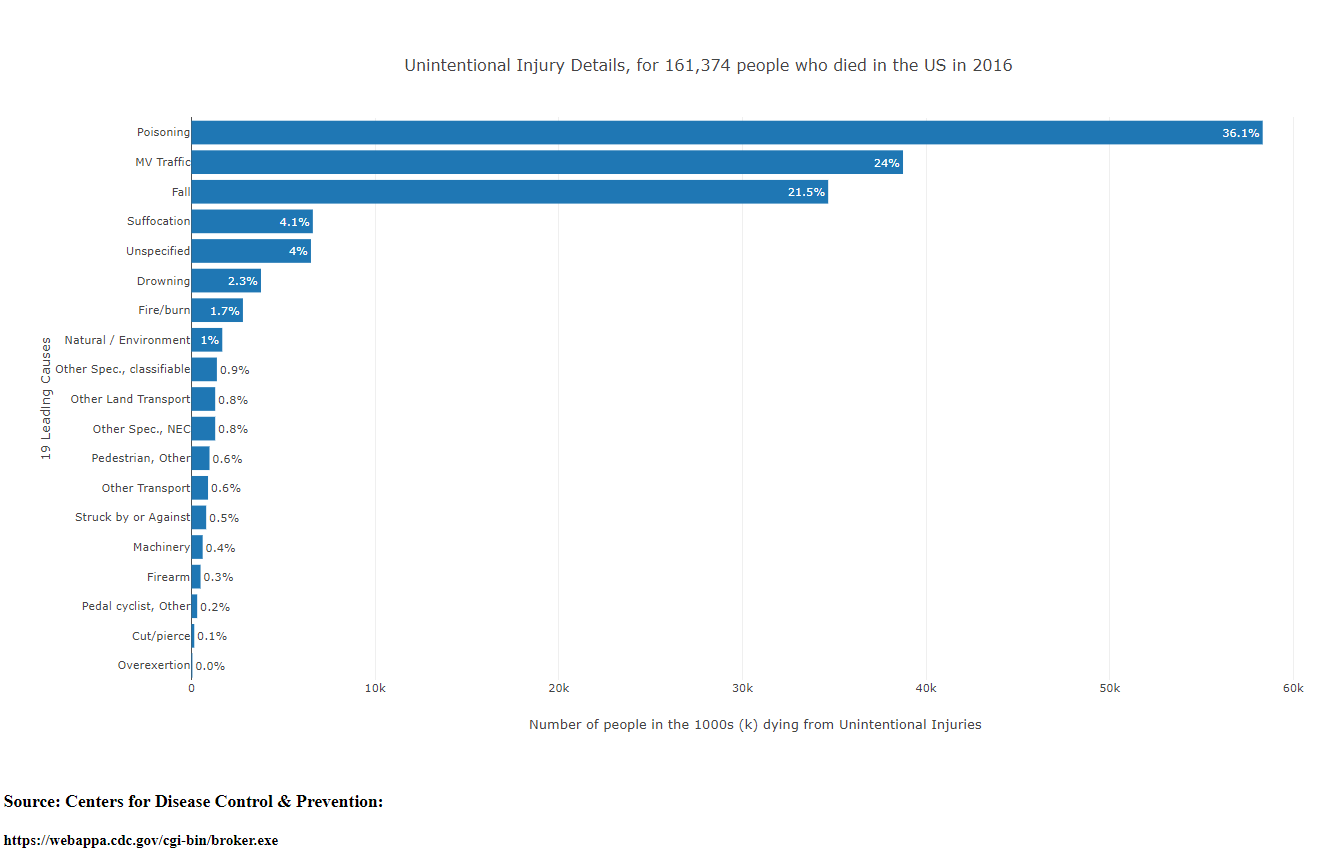 Unintentional Injury Details, for 161,374 people who died in the US in 2016
19 Leading Causes
Poisoning 36.1%
MV Traffic 24%
Fall 21.5%
Suffocation 4.1%
Unspecified 4%
Drowning 2.3%
Fire/burn 1.7%
Natural / Environment 1%
Other Spec., classifiable 0.9%
Other Land Transport 0.8%
Other Spec., NEC 0.8%
Pedestrian, Other 0.6%
Other Transport 0.6%
Struck by or Against 0.5%
Machinery 0.4%
Firearm 0.3%
Pedal cyclist, Other 0.2%
Cut/pierce 0.1%
Overexertion 0.0%
0 10k 20k 30k 40k 50k 60k
Number of people in the 1000s (k) dying from Unintentional Injuries
Source: Centers for Disease Control & Prevention:
https://webappa.cdc.gov/cgi-bin/broker.exe